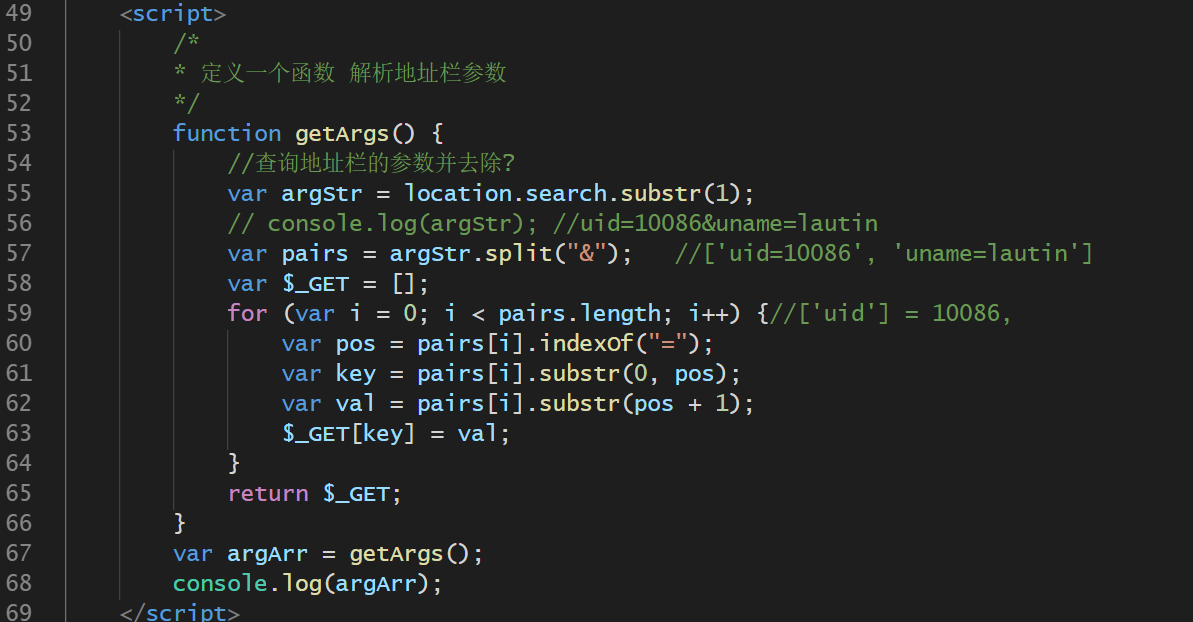 49 <script>
50 /*
51 * 定义一个函数 解析地址栏参数
52 */
53 function getArgs() {
54 //查询地址栏的参数并去除?
55 var argStr = location.search.substr(1);
56 // console.log(argStr); //uid=10086&uname=lautin
57 var pairs = argStr.split("&"); //['uid=10086', 'uname=lautin']
58 var $_GET = [];
59 for (var i = 0; i < pairs.length; i++) {//['uid'] = 10086,
60 var pos = pairs[i].indexOf("=");
61 var key = pairs[i].substr(0, pos);
62 var val = pairs[i].substr(pos + 1);
63 $_GET[key] = val;
64 }
65 return $_GET;
66 }
67 var argArr = getArgs();
68 console.log(argArr);
69 </script>